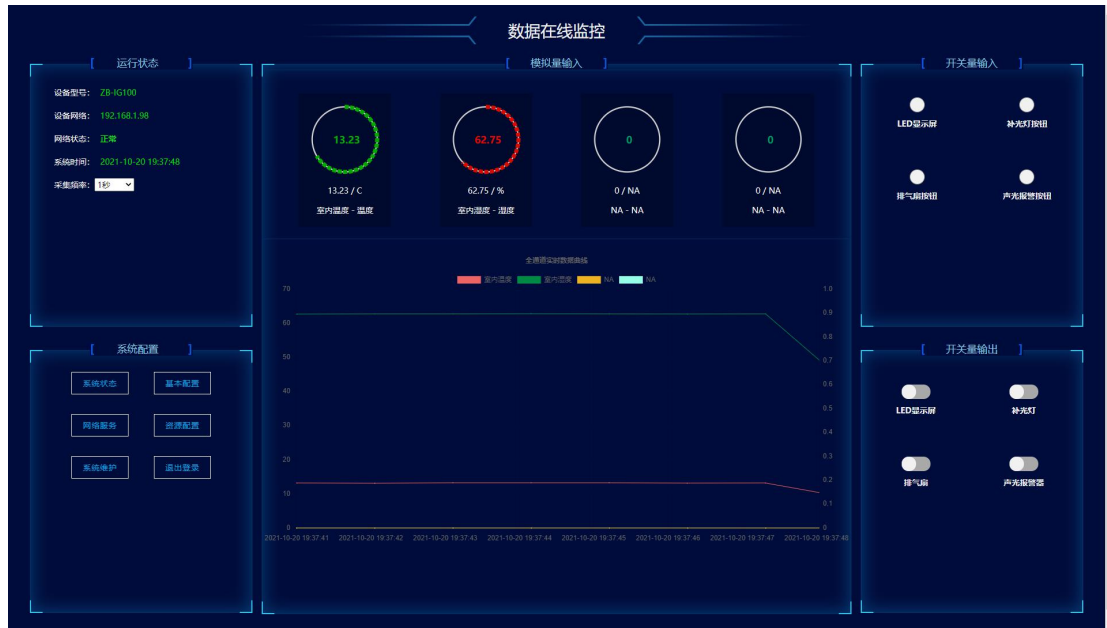 数据在线监控
[ 运行状态 ]
设备型号: ZB-IG100
设备网络: 192.168.1.98
网络状态: 正常
系统时间: 2021-10-20 19:37:48
采集频率: 1秒
[ 系统配置 ]
系统状态 基本配置
网络服务 资源配置
系统维护 退出登录
[ 模拟量输入 ]
13.23 62.75 0 0
13.23 / C 62.75 / % 0 / NA 0 / NA
室内温度 - 温度 室内湿度 - 湿度 NA - NA NA - NA
全通道实时数据曲线
室内温度 室内湿度 NA NA
70 1.0
0.9
60
0.8
50 0.7
40 0.6
0.5
30
0.4
20 0.3
0.2
10
0.1
0 0
2021-10-20 19:37:41 2021-10-20 19:37:42 2021-10-20 19:37:43 2021-10-20 19:37:44 2021-10-20 19:37:45 2021-10-20 19:37:46 2021-10-20 19:37:47 2021-10-20 19:37:48
[ 开关量输入 ]
LED显示屏 补光灯按钮
排气扇按钮 声光报警按钮
[ 开关量输出 ]
LED显示屏 补光灯
排气扇 声光报警器